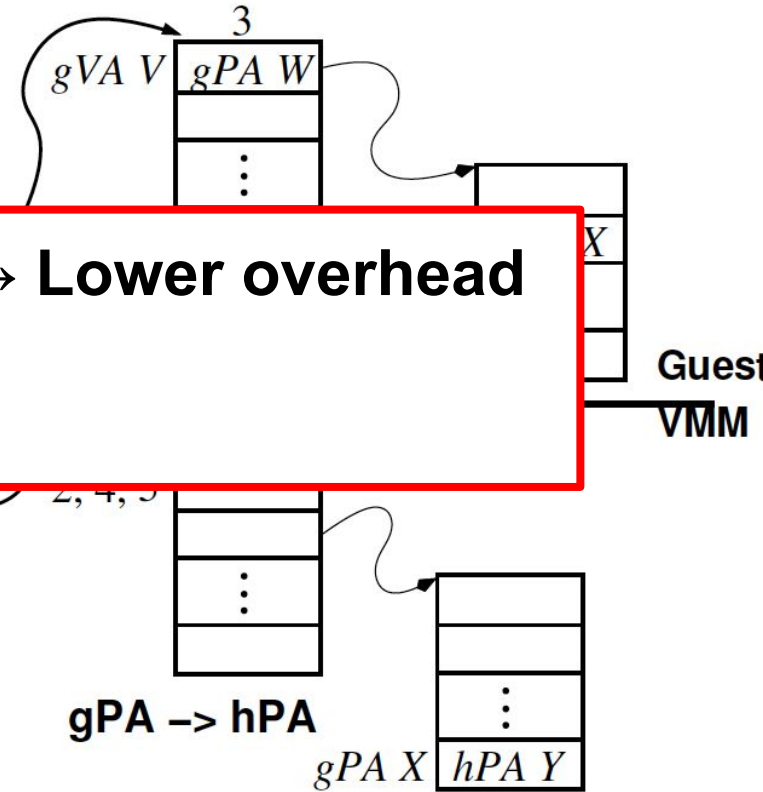 3
gVA V gPA W
X
→ Lower overhead
Guest
VMM
2, 4, 5
gPA –> hPA
gPA X hPA Y